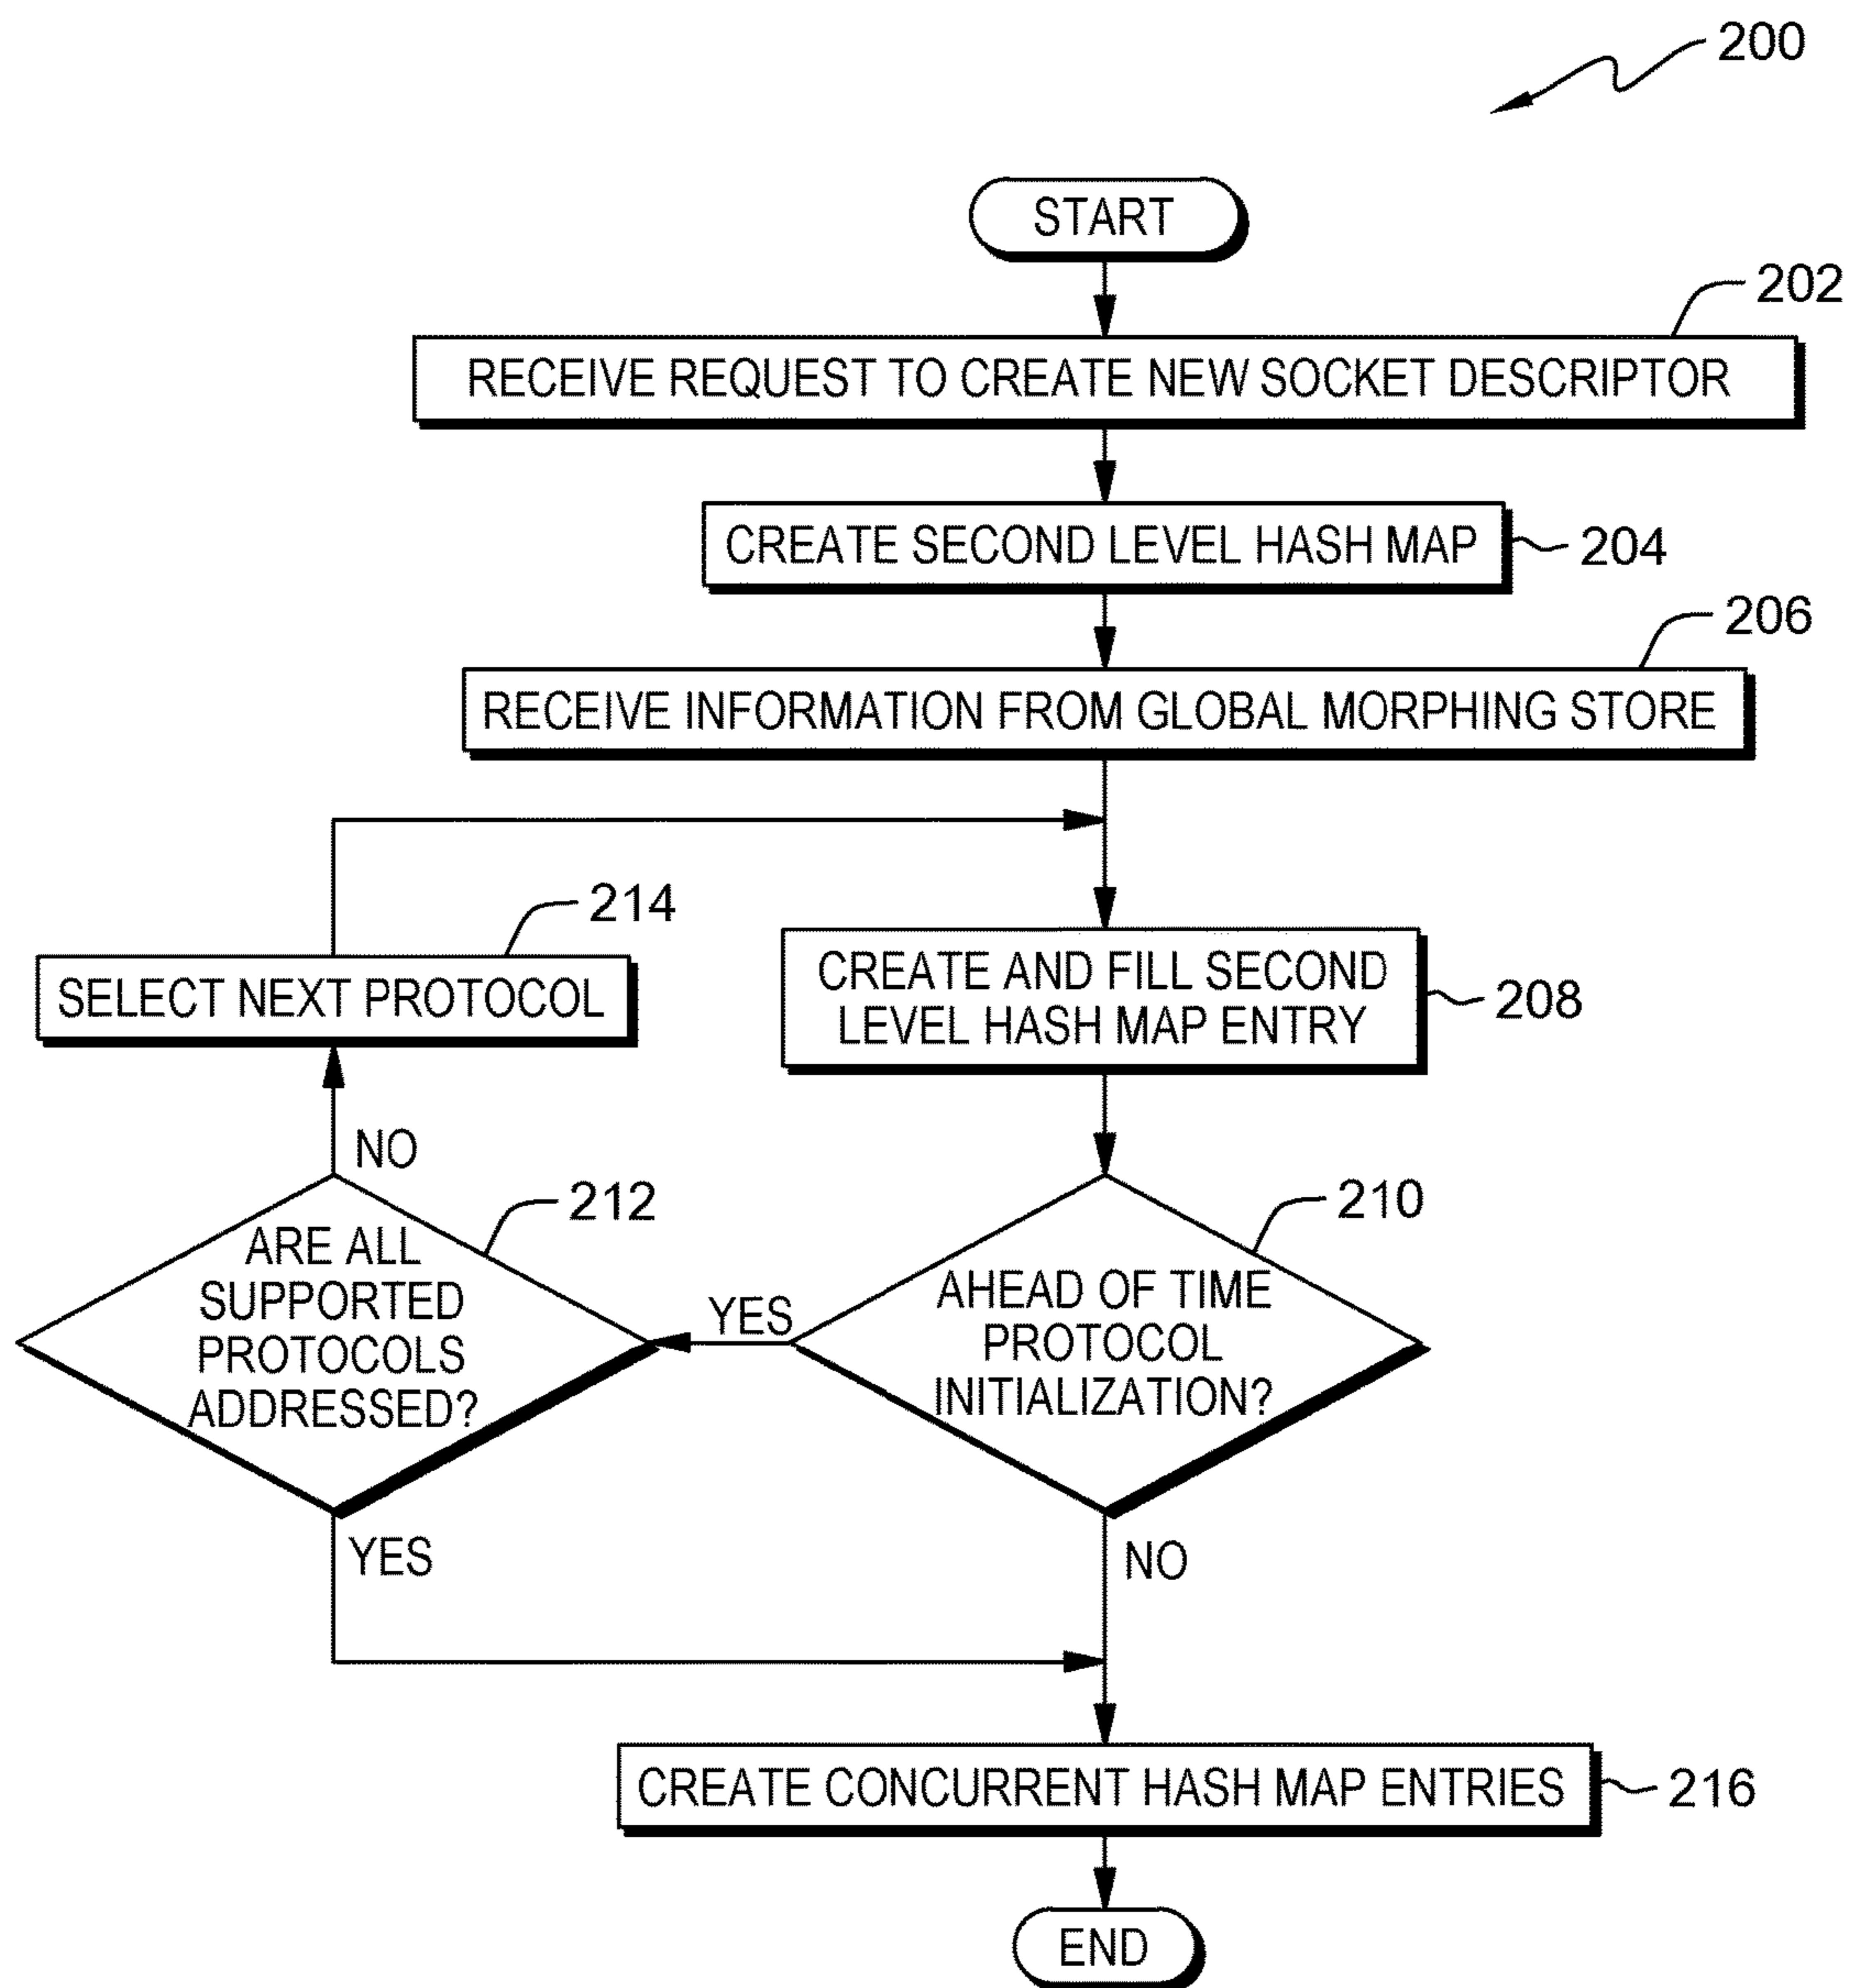 200
START
202
RECEIVE REQUEST TO CREATE NEW SOCKET DESCRIPTOR
CREATE SECOND LEVEL HASH MAP
204
206
RECEIVE INFORMATION FROM GLOBAL MORPHING STORE
214
SELECT NEXT PROTOCOL
CREATE AND FILL SECOND
LEVEL HASH MAP ENTRY
208
NO
212
ARE ALL
SUPPORTED
PROTOCOLS
ADDRESSED?
YES
210
AHEAD OF TIME
PROTOCOL
INITIALIZATION?
YES
NO
CREATE CONCURRENT HASH MAP ENTRIES
216
END